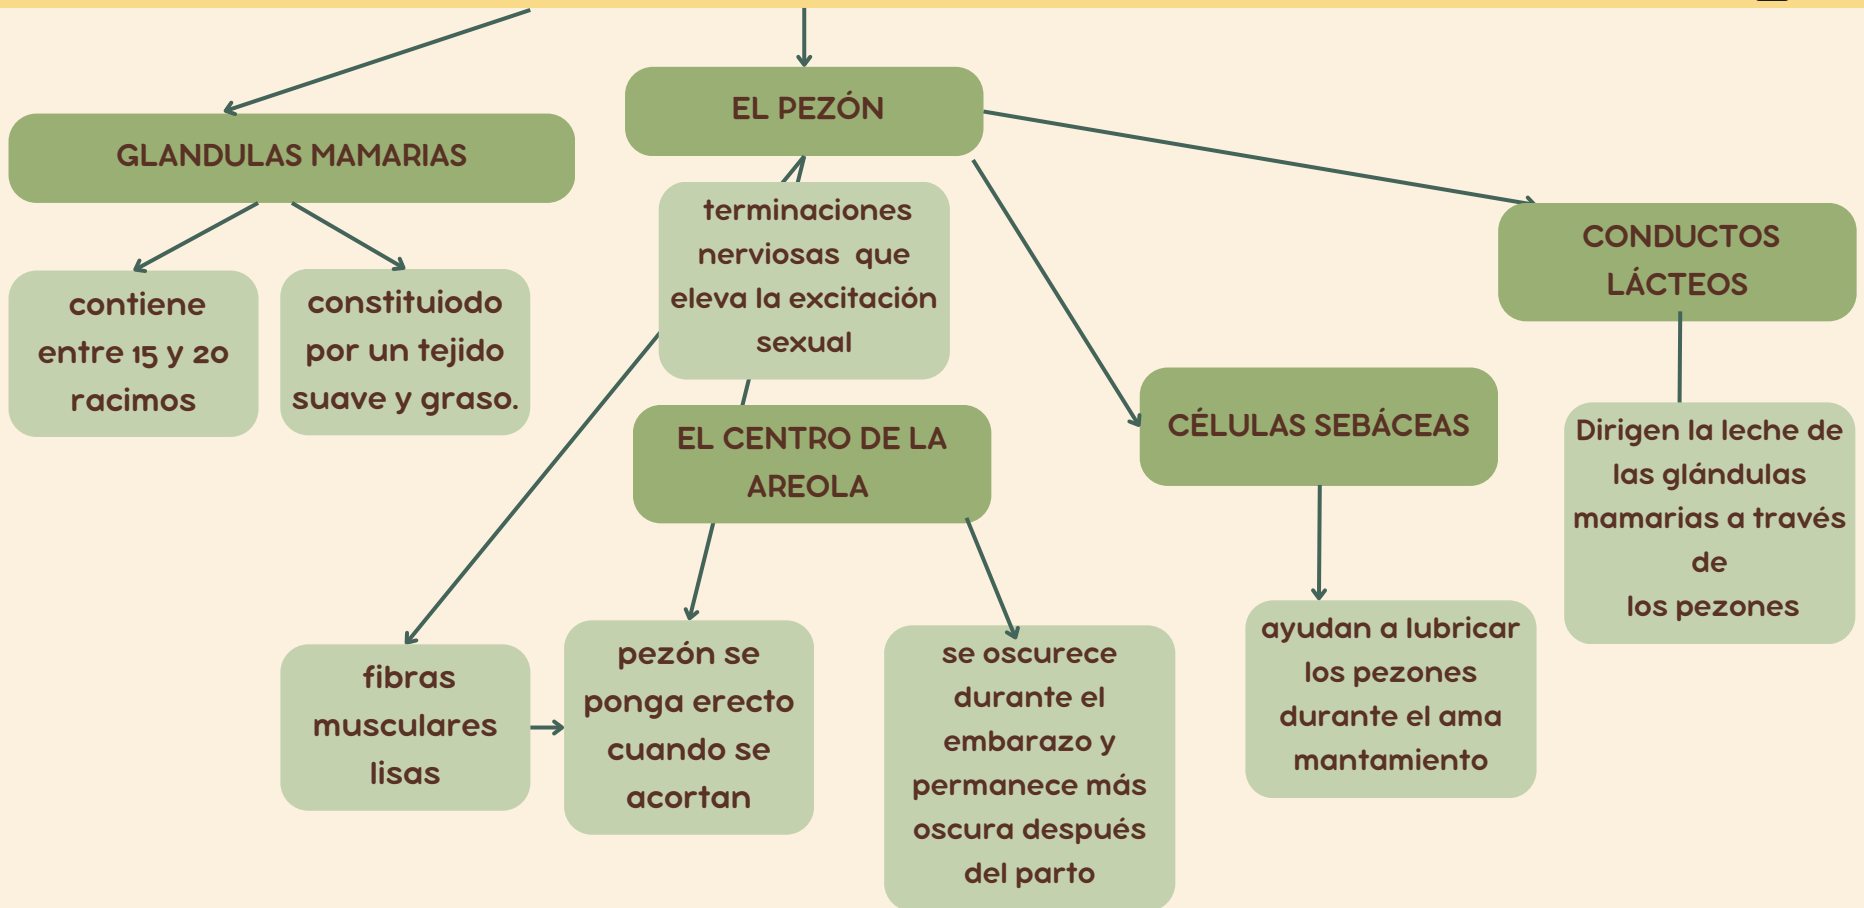 EL PEZÓN
GLANDULAS MAMARIAS
contiene
entre 15 y 20
racimos
constituiodo
por un tejido
suave y graso.
terminaciones
nerviosas que
eleva la excitación
sexual
CONDUCTOS
LÁCTEOS
Dirigen la leche de
las glándulas
mamarias a través
de
los pezones
CÉLULAS SEBÁCEAS
ayudan a lubricar
los pezones
durante el ama
mantamiento
EL CENTRO DE LA
AREOLA
fibras
musculares
lisas
pezón se
ponga erecto
cuando se
acortan
se oscurece
durante el
embarazo y
permanece más
oscura después
del parto